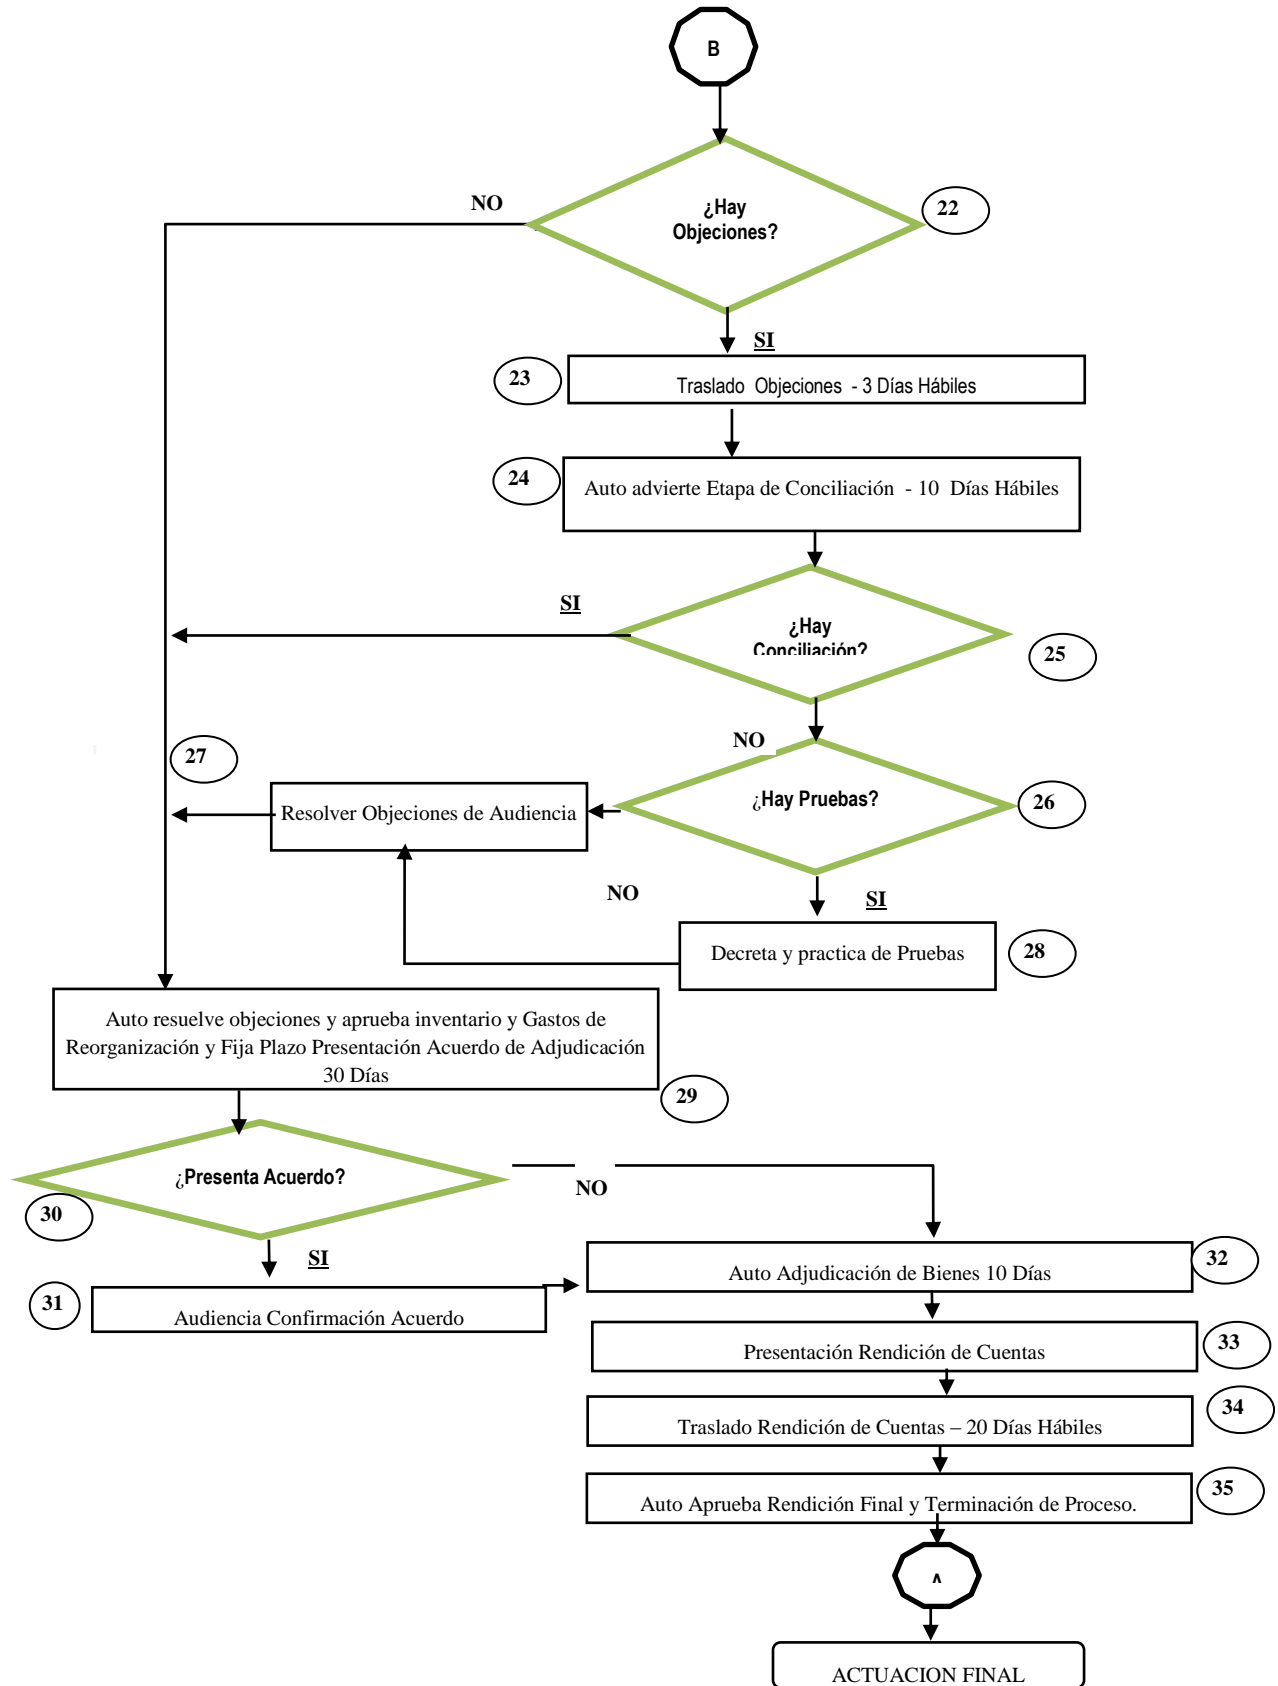 B
¿Hay
Objeciones?
NO
22
SI
23
Traslado Objeciones - 3 Días Hábiles
24
Auto advierte Etapa de Conciliación - 10 Días Hábiles
SI
¿Hay
Conciliación?
25
NO
27
Resolver Objeciones de Audiencia
¿Hay Pruebas?
26
NO
SI
Decreta y practica de Pruebas
28
Auto resuelve objeciones y aprueba inventario y Gastos de
Reorganización y Fija Plazo Presentación Acuerdo de Adjudicación
30 Días
29
¿Presenta Acuerdo?
NO
30
SI
32
Auto Adjudicación de Bienes 10 Días
31
Audiencia Confirmación Acuerdo
33
Presentación Rendición de Cuentas
34
Traslado Rendición de Cuentas – 20 Días Hábiles
35
Auto Aprueba Rendición Final y Terminación de Proceso.
ACTUACION FINAL